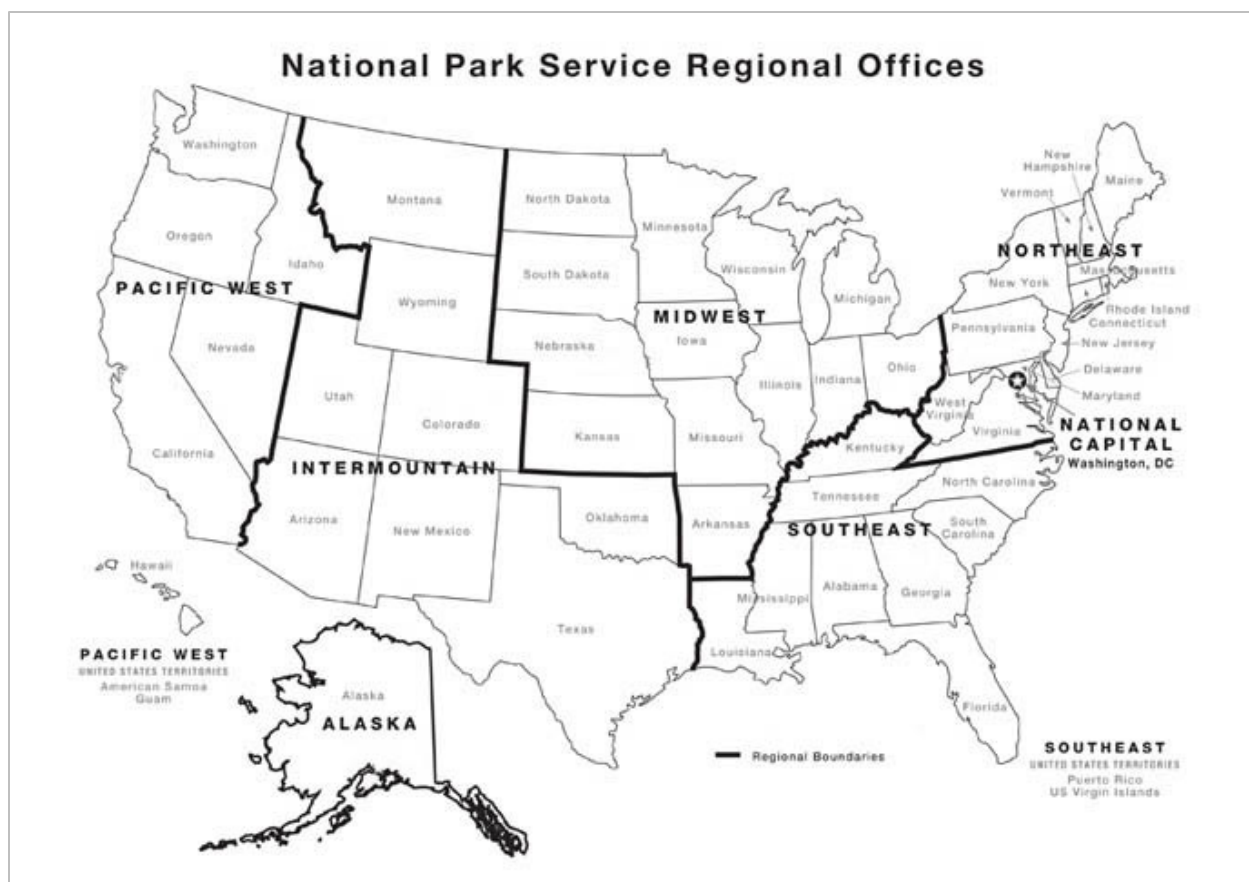 National Park Service Regional Offices
Washington
Montana
North Dakota
Minnesota
New
Hampshire
Vermont
Maine
Oregon
Idaho
PACIFIC WEST
Wyoming
South Dakota
Wisconsin
Michigan
NORTHEAST
Massachusetts
New York
Rhode Island
Connecticut
MIDWEST
Iowa
Nebraska
Nevada
Pennsylvania
New Jersey
Utah
Colorado
Illinois
Indiana
Ohio
Delaware
Maryland
West
Virginia
Virginia
NATIONAL
CAPITAL
Washington, DC
California
Kansas
Missouri
Kentucky
INTERMOUNTAIN
Arizona
New Mexico
Oklahoma
Arkansas
Tennessee
North Carolina
SOUTHEAST
South
Carolina
Hawaii
Mississippi
Alabama
Georgia
Texas
Louisiana
PACIFIC WEST
UNITED STATES TERRITORIES
American Samoa
Guam
Alaska
ALASKA
Florida
Regional Boundaries
SOUTHEAST
UNITED STATES TERRITORIES
Puerto Rico
US Virgin Islands